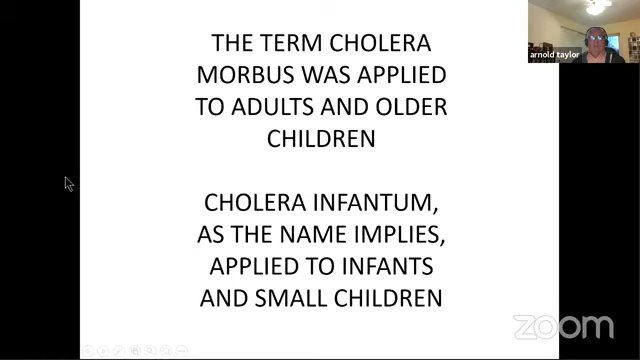 THE TERM CHOLERA
MORBUS WAS APPLIED
TO ADULTS AND OLDER
CHILDREN
CHOLERA INFANTUM,
AS THE NAME IMPLIES,
APPLIED TO INFANTS
AND SMALL CHILDREN
arnold taylor
zoom